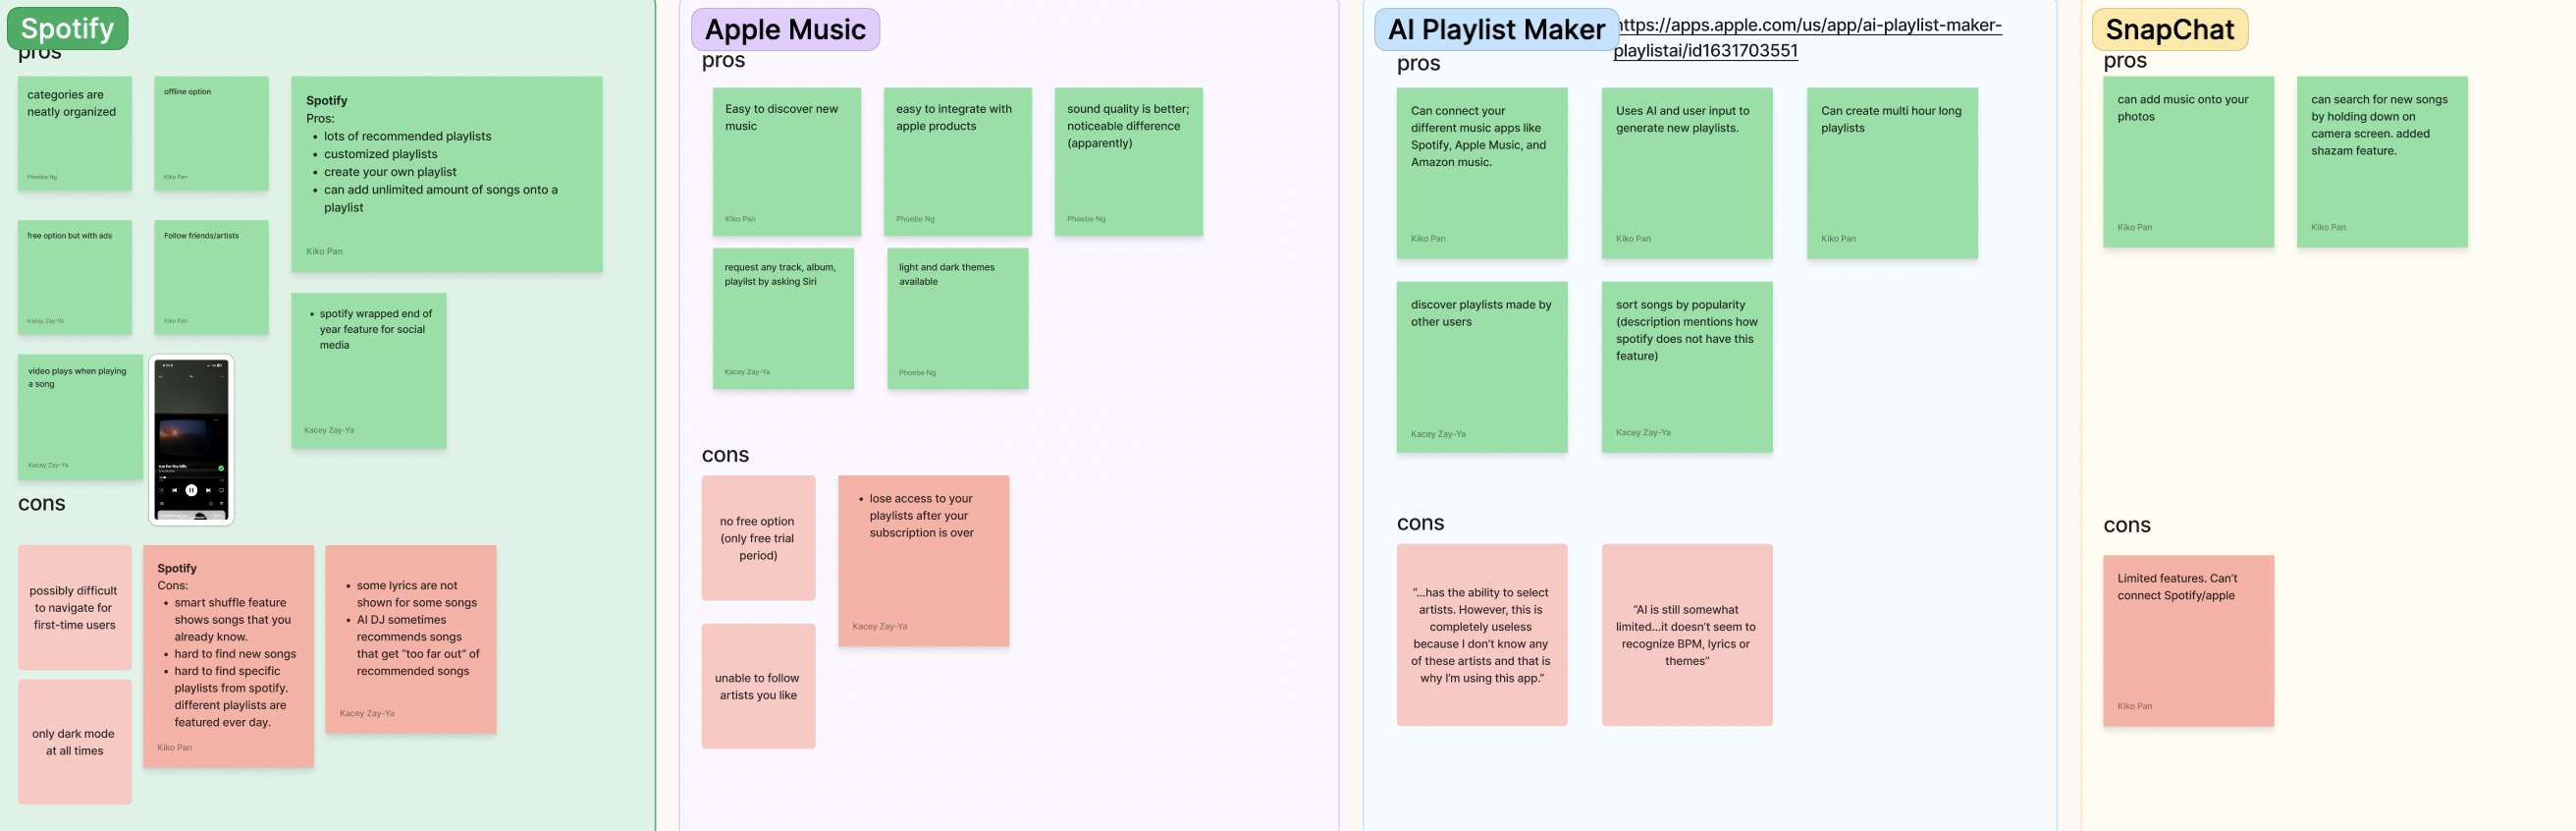 Spotify
pros
categories are
neatly organized
Phoebe Ng
offline option
Kiko Pan
Spotify
Pros:
• lots of recommended playlists
• customized playlists
• create your own playlist
• can add unlimited amount of songs onto a
playlist
Kiko Pan
free option but with ads
Kacey Zay-Ya
Follow friends/artists
Kiko Pan
• spotify wrapped end of
year feature for social
media
Kacey Zay-Ya
video plays when playing
a song
Kacey Zay-Ya
run for the hills
cons
possibly difficult
to navigate for
first-time users
only dark mode
at all times
Spotify
Cons:
• smart shuffle feature
shows songs that you
already know.
• hard to find new songs
• hard to find specific
playlists from spotify.
different playlists are
featured ever day.
Kiko Pan
• some lyrics are not
shown for some songs
• AI DJ sometimes
recommends songs
that get "too far out" of
recommended songs
Kacey Zay-Ya
Apple Music
pros
Easy to discover new
music
Kiko Pan
easy to integrate with
apple products
Phoebe Ng
sound quality is better;
noticeable difference
(apparently)
Phoebe Ng
request any track, album,
playilst by asking Siri
Kacey Zay-Ya
light and dark themes
available
Phoebe Ng
cons
no free option
(only free trial
period)
• lose access to your
playlists after your
subscription is over
Kacey Zay-Ya
unable to follow
artists you like
AI Playlist Maker
https://apps.apple.com/us/app/ai-playlist-maker-
playlistai/id1631703551
pros
Can connect your
different music apps like
Spotify, Apple Music, and
Amazon music.
Kiko Pan
Uses AI and user input to
generate new playlists.
Kiko Pan
Can create multi hour long
playlists
Kiko Pan
discover playlists made by
other users
Kacey Zay-Ya
sort songs by popularity
(description mentions how
spotify does not have this
feature)
Kacey Zay-Ya
cons
"...has the ability to select
artists. However, this is
completely useless
because I don't know any
of these artists and that is
why I'm using this app."
"AI is still somewhat
limited...it doesn't seem to
recognize BPM, lyrics or
themes"
SnapChat
pros
can add music onto your
photos
Kiko Pan
can search for new songs
by holding down on
camera screen. added
shazam feature.
Kiko Pan
cons
Limited features. Can't
connect Spotify/apple
Kiko Pan